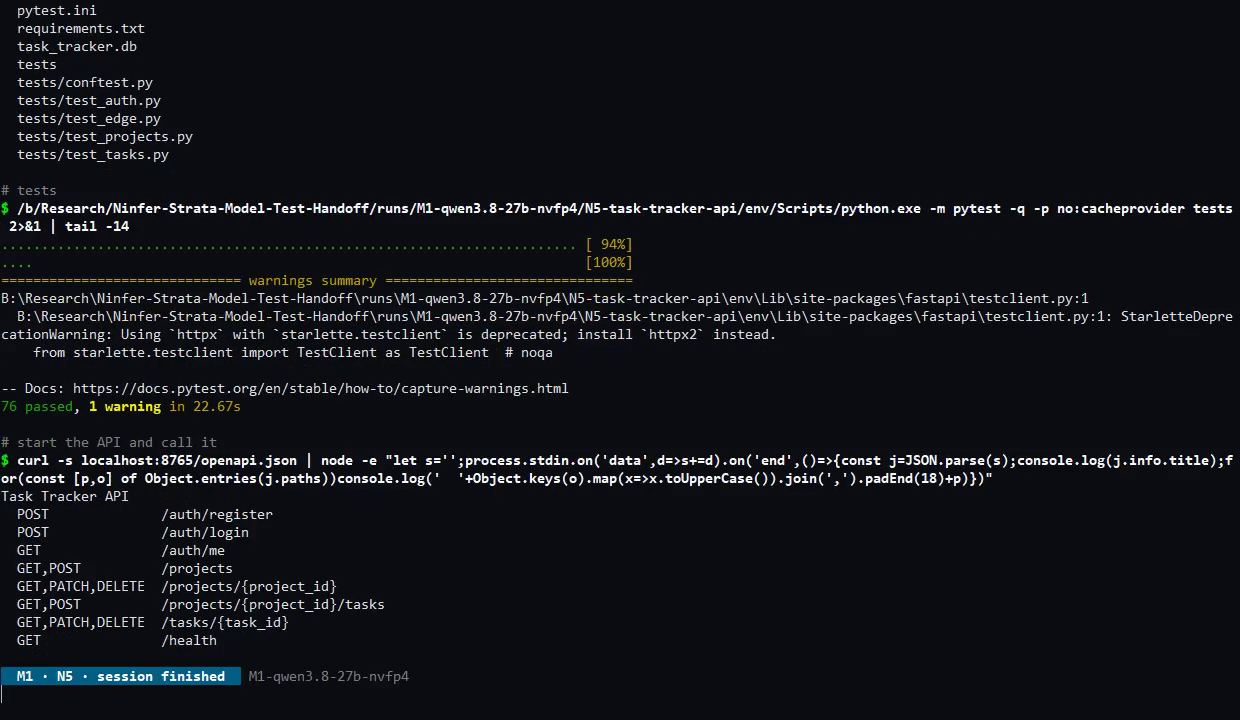 pytest.ini
requirements.txt
task_tracker.db
tests
tests/conftest.py
tests/test_auth.py
tests/test_edge.py
tests/test_projects.py
tests/test_tasks.py
# tests
$ /b/Research/Ninfer-Strata-Model-Test-Handoff/runs/M1-qwen3.8-27b-nvfp4/N5-task-tracker-api/env/Scripts/python.exe -m pytest -q -p no:cacheprovider tests
2>&1 | tail -14
........................................................................ [ 94%]
.... [100%]
============================== warnings summary ===============================
B:\Research\Ninfer-Strata-Model-Test-Handoff\runs\M1-qwen3.8-27b-nvfp4\N5-task-tracker-api\env\Lib\site-packages\fastapi\testclient.py:1
B:\Research\Ninfer-Strata-Model-Test-Handoff\runs\M1-qwen3.8-27b-nvfp4\N5-task-tracker-api\env\Lib\site-packages\fastapi\testclient.py:1: StarletteDepre
cationWarning: Using `httpx` with `starlette.testclient` is deprecated; install `httpx2` instead.
from starlette.testclient import TestClient as TestClient  # noqa
-- Docs: https://docs.pytest.org/en/stable/how-to/capture-warnings.html
76 passed, 1 warning in 22.67s
# start the API and call it
$ curl -s localhost:8765/openapi.json | node -e "let s='';process.stdin.on('data',d=>s+=d).on('end',()=>{const j=JSON.parse(s);console.log(j.info.title);f
or(const [p,o] of Object.entries(j.paths))console.log('  '+Object.keys(o).map(x=>x.toUpperCase()).join(',').padEnd(18)+p)})"
Task Tracker API
POST /auth/register
POST /auth/login
GET /auth/me
GET,POST /projects
GET,PATCH,DELETE /projects/{project_id}
GET,POST /projects/{project_id}/tasks
GET,PATCH,DELETE /tasks/{task_id}
GET /health
M1 · N5 · session finished M1-qwen3.8-27b-nvfp4